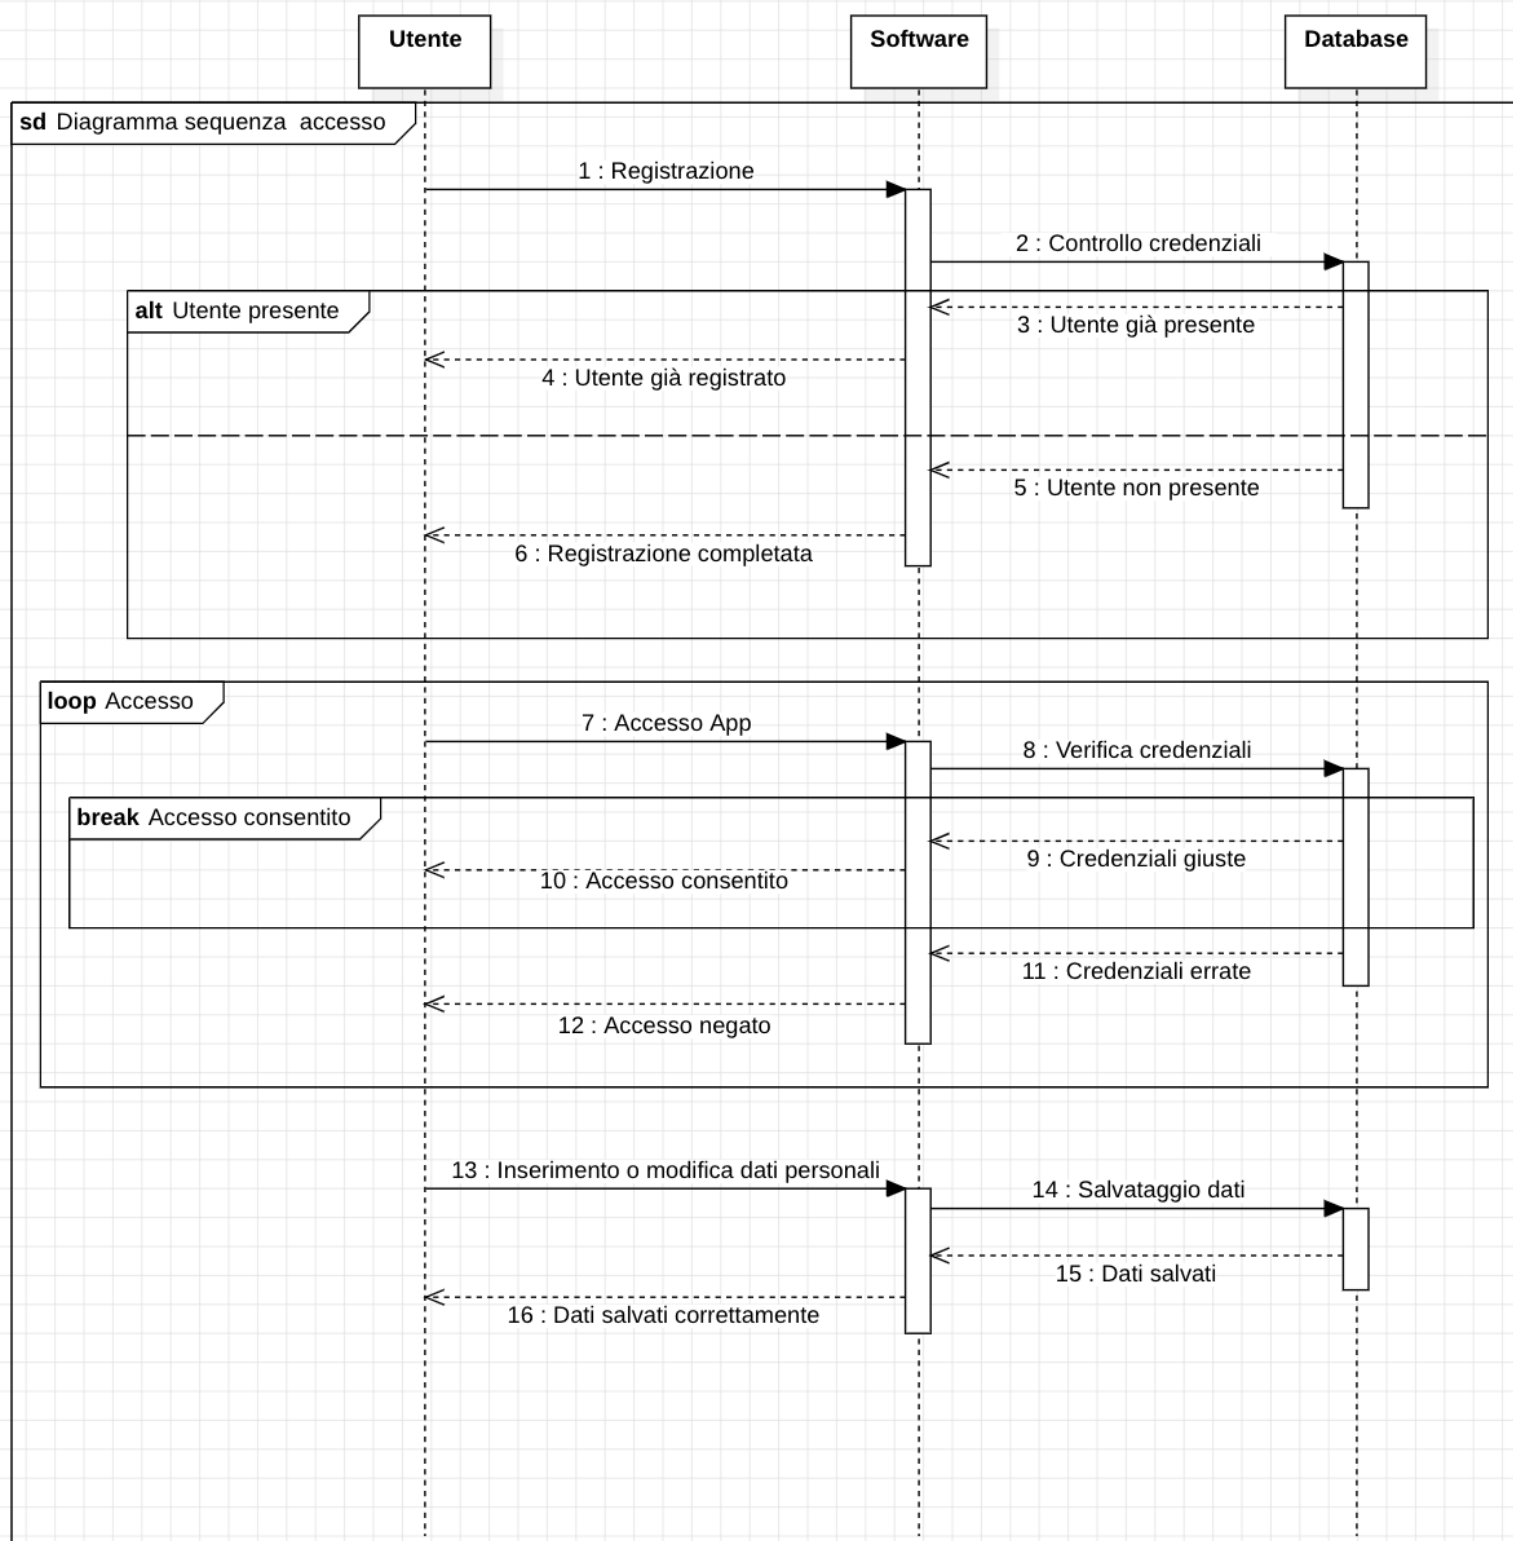 Utente
Software
Database
sd Diagramma sequenza accesso
1 : Registrazione
2 : Controllo credenziali
alt Utente presente
3 : Utente già presente
4 : Utente già registrato
5 : Utente non presente
6 : Registrazione completata
loop Accesso
7 : Accesso App
8 : Verifica credenziali
break Accesso consentito
9 : Credenziali giuste
10 : Accesso consentito
11 : Credenziali errate
12 : Accesso negato
13 : Inserimento o modifica dati personali
14 : Salvataggio dati
15 : Dati salvati
16 : Dati salvati correttamente